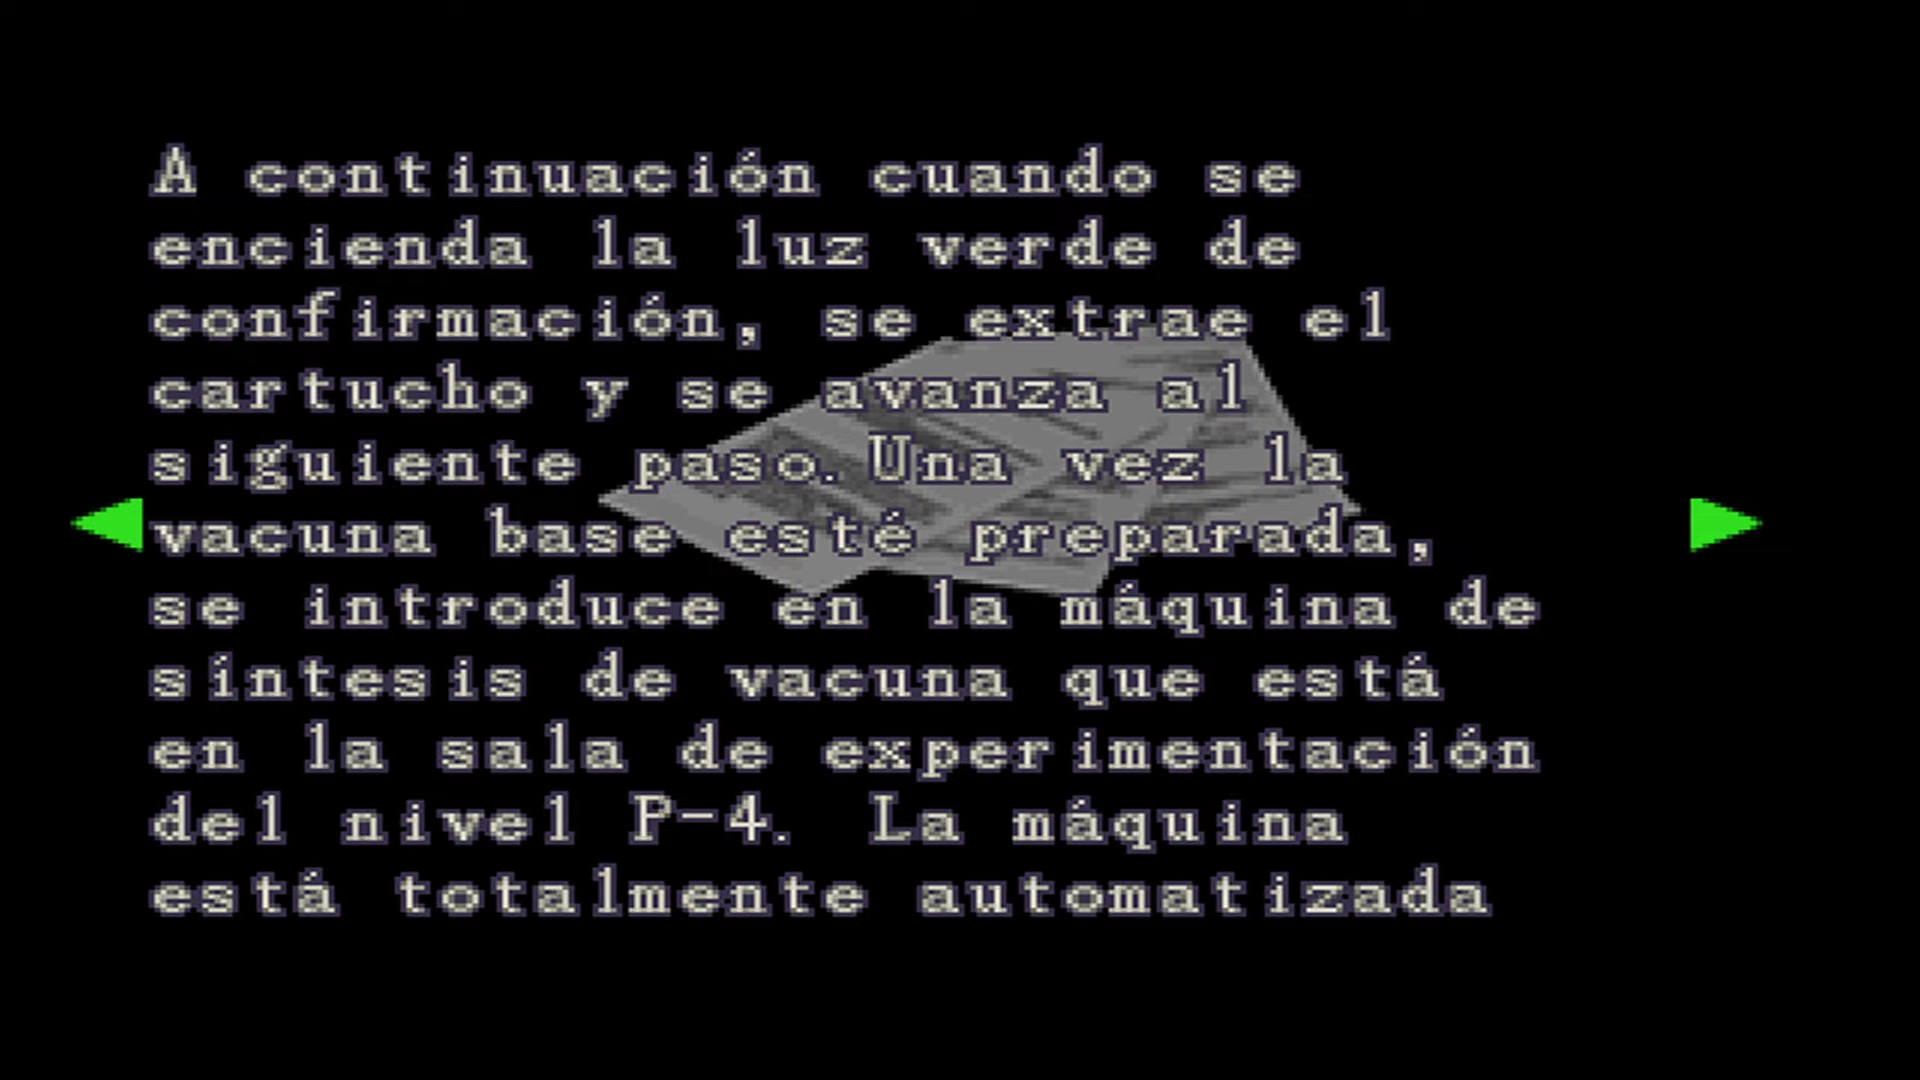 A continuación cuando se
encienda la luz verde de
confirmación, se extrae el
cartucho y se avanza al
siguiente paso. Una vez la
vacuna base esté preparada,
se introduce en la máquina de
síntesis de vacuna que está
en la sala de experimentación
del nivel P-4. La máquina
está totalmente automatizada